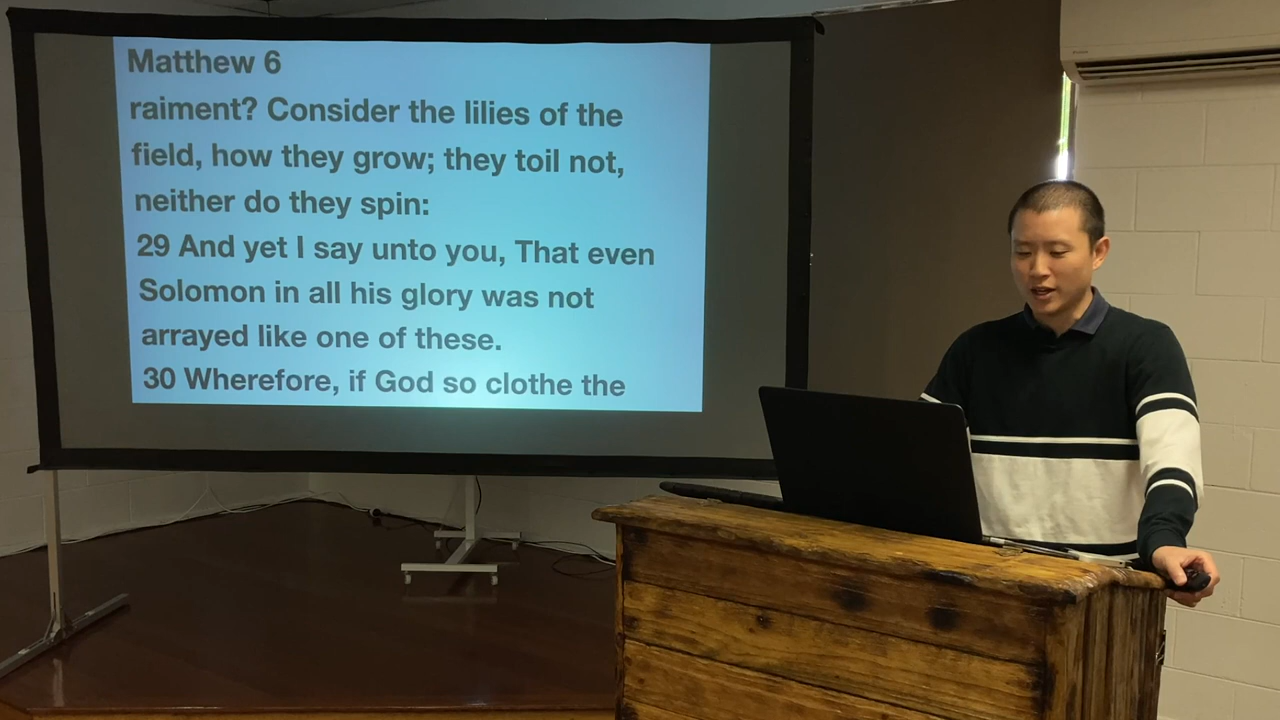 Matthew 6
raiment? Consider the lilies of the
field, how they grow; they toil not,
neither do they spin:
29 And yet I say unto you, That even
Solomon in all his glory was not
arrayed like one of these.
30 Wherefore, if God so clothe the